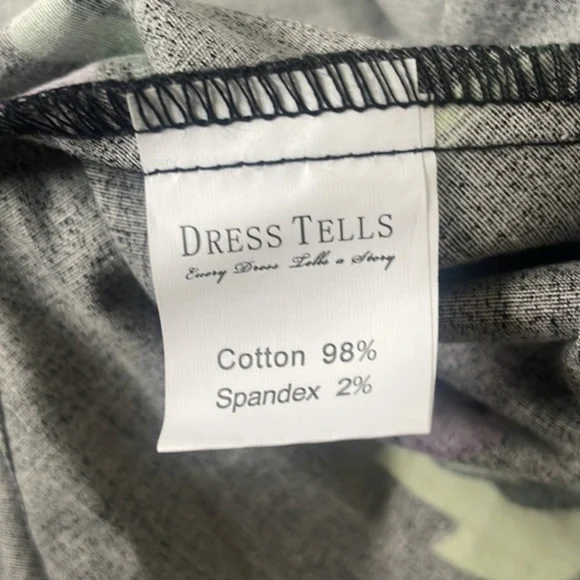 DRESS TELLS
Every Dress Tells a Story
Cotton 98%
Spandex 2%